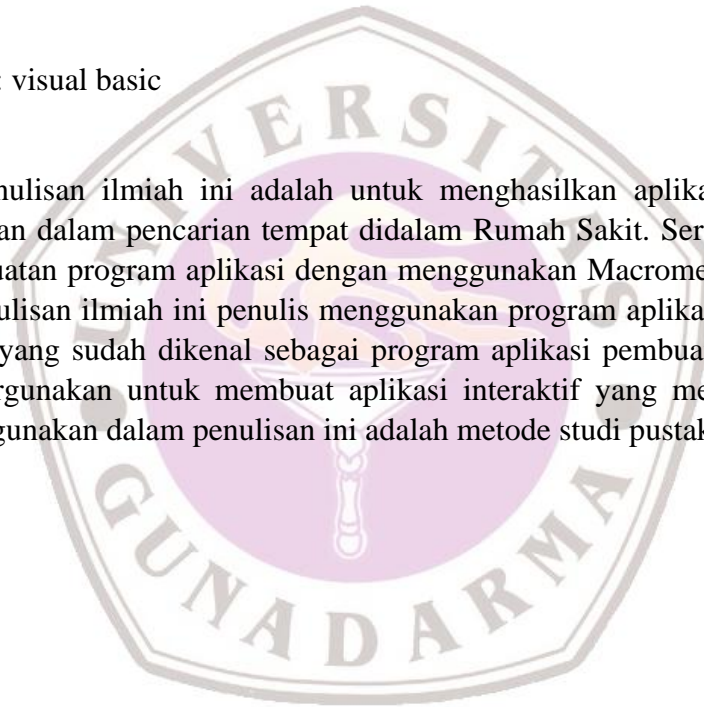 : visual basic
nulisan ilmiah ini adalah untuk menghasilkan aplika
an dalam pencarian tempat didalam Rumah Sakit. Ser
uatan program aplikasi dengan menggunakan Macrome
ulisan ilmiah ini penulis menggunakan program aplika
yang sudah dikenal sebagai program aplikasi pembua
rgunakan untuk membuat aplikasi interaktif yang me
gunakan dalam penulisan ini adalah metode studi pustak
UNIVERSITAS
GUNADARMA